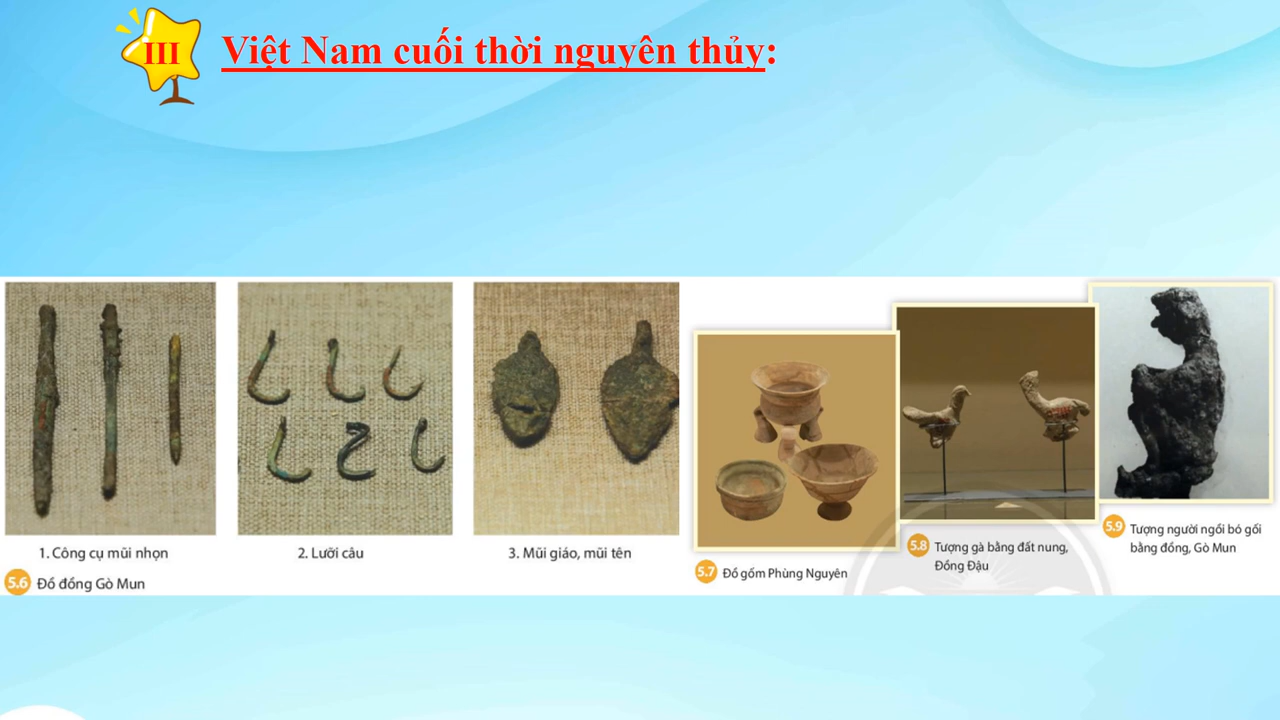 III
Việt Nam cuối thời nguyên thủy:
1. Công cụ mũi nhọn
2. Lưỡi câu
3. Mũi giáo, mũi tên
5.6 Đồ đồng Gò Mun
5.7 Đồ gốm Phùng Nguyên
5.8 Tượng gà bằng đất nung,
Đồng Đậu
5.9 Tượng người ngồi bó gối
bằng đồng, Gò Mun